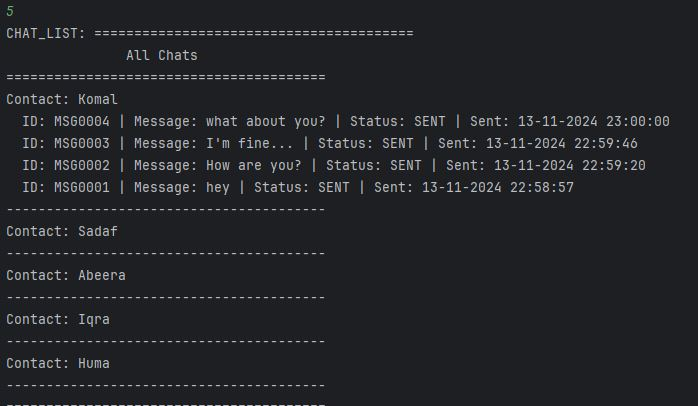 5
CHAT_LIST: ========================================
All Chats
========================================
Contact: Komal
ID: MSG0004 | Message: what about you? | Status: SENT | Sent: 13-11-2024 23:00:00
ID: MSG0003 | Message: I'm fine... | Status: SENT | Sent: 13-11-2024 22:59:46
ID: MSG0002 | Message: How are you? | Status: SENT | Sent: 13-11-2024 22:59:20
ID: MSG0001 | Message: hey | Status: SENT | Sent: 13-11-2024 22:58:57
----------------------------------------
Contact: Sadaf
----------------------------------------
Contact: Abeera
----------------------------------------
Contact: Iqra
----------------------------------------
Contact: Huma
----------------------------------------
========================================